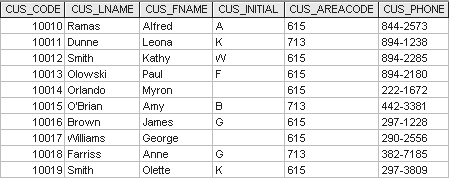 CUS_CODE CUS_LNAME CUS_FNAME CUS_INITIAL CUS_AREACODE CUS_PHONE
10010 Ramas Alfred A 615 844-2573
10011 Dunne Leona K 713 894-1238
10012 Smith Kathy W 615 894-2285
10013 Olowski Paul F 615 894-2180
10014 Orlando Myron 615 222-1672
10015 O'Brian Amy B 713 442-3381
10016 Brown James G 615 297-1228
10017 Williams George 615 290-2556
10018 Farriss Anne G 713 382-7185
10019 Smith Olette K 615 297-3809